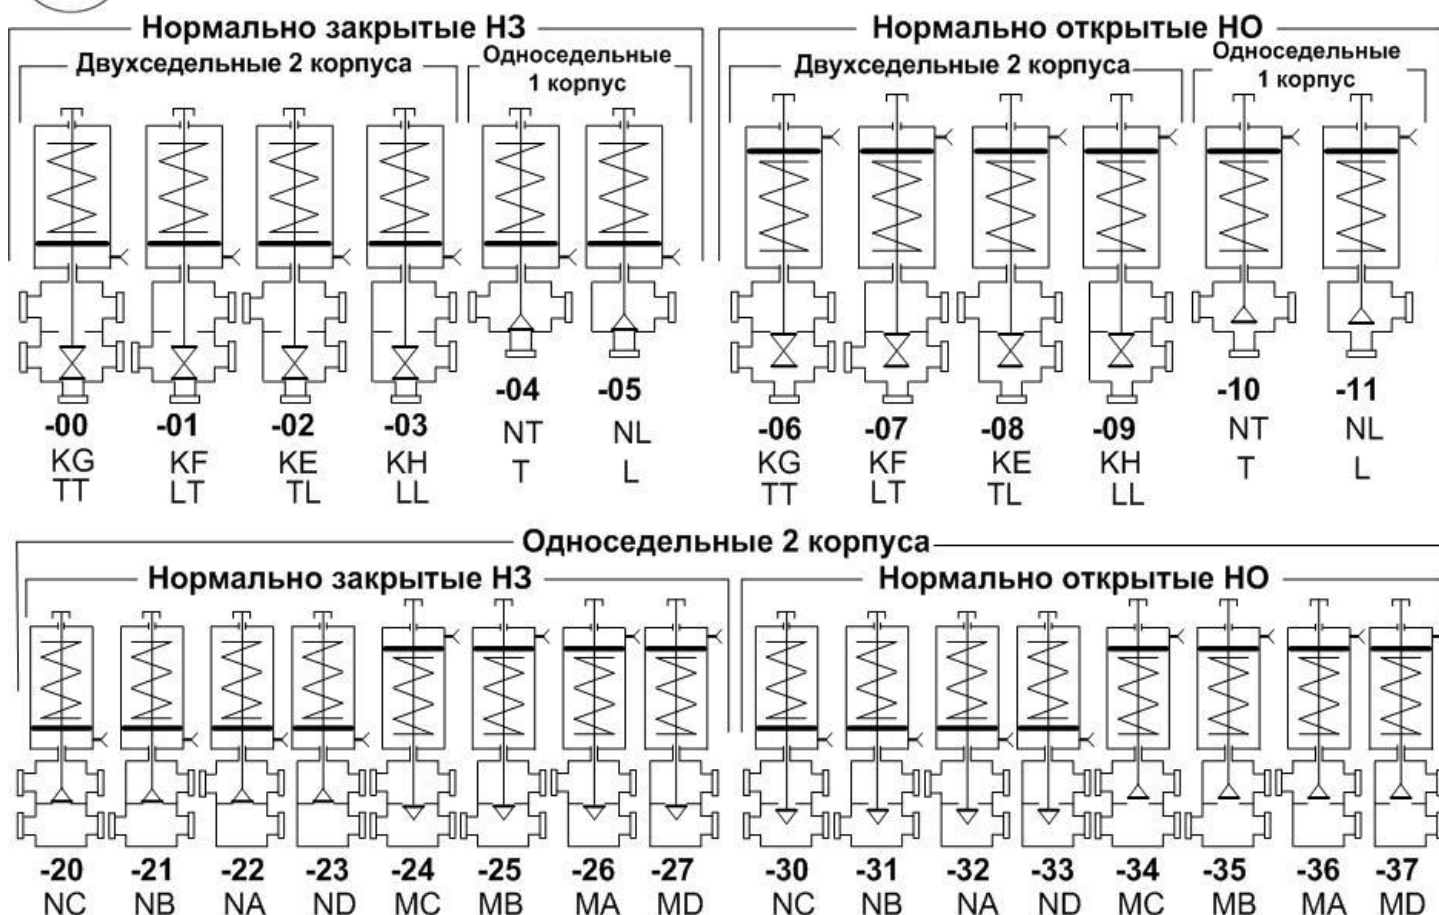 Нормально закрытые НЗ
Нормально открытые НО
Двухседельные 2 корпуса
Односедельные
1 корпус
Двухседельные 2 корпуса
Односедельные
1 корпус
-00 -01 -02 -03 -04 -05 -06 -07 -08 -09 -10 -11
KG KF KE KH NT NL KG KF KE KH NT NL
TT LT TL LL T L TT LT TL LL T L
Односедельные 2 корпуса
Нормально закрытые НЗ
Нормально открытые НО
-20 -21 -22 -23 -24 -25 -26 -27 -30 -31 -32 -33 -34 -35 -36 -37
NC NB NA ND MC MB MA MD NC NB NA ND MC MB MA MD